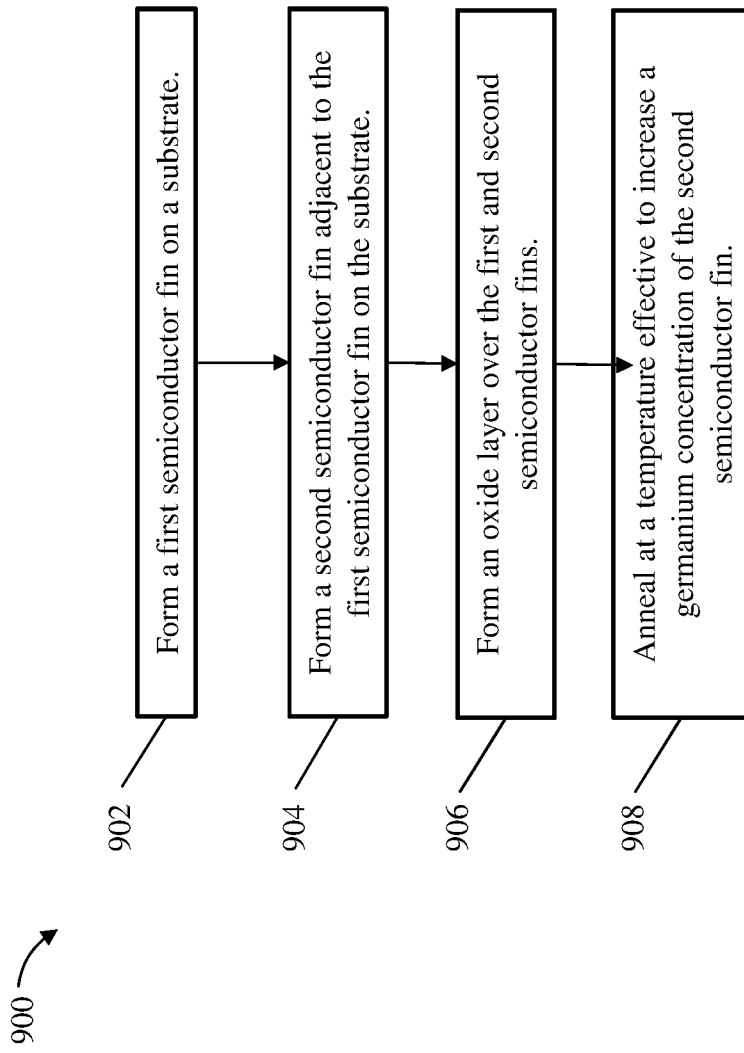 900
902
Form a first semiconductor fin on a substrate.
904
Form a second semiconductor fin adjacent to the
first semiconductor fin on the substrate.
906
Form an oxide layer over the first and second
semiconductor fins.
908
Anneal at a temperature effective to increase a
germanium concentration of the second
semiconductor fin.